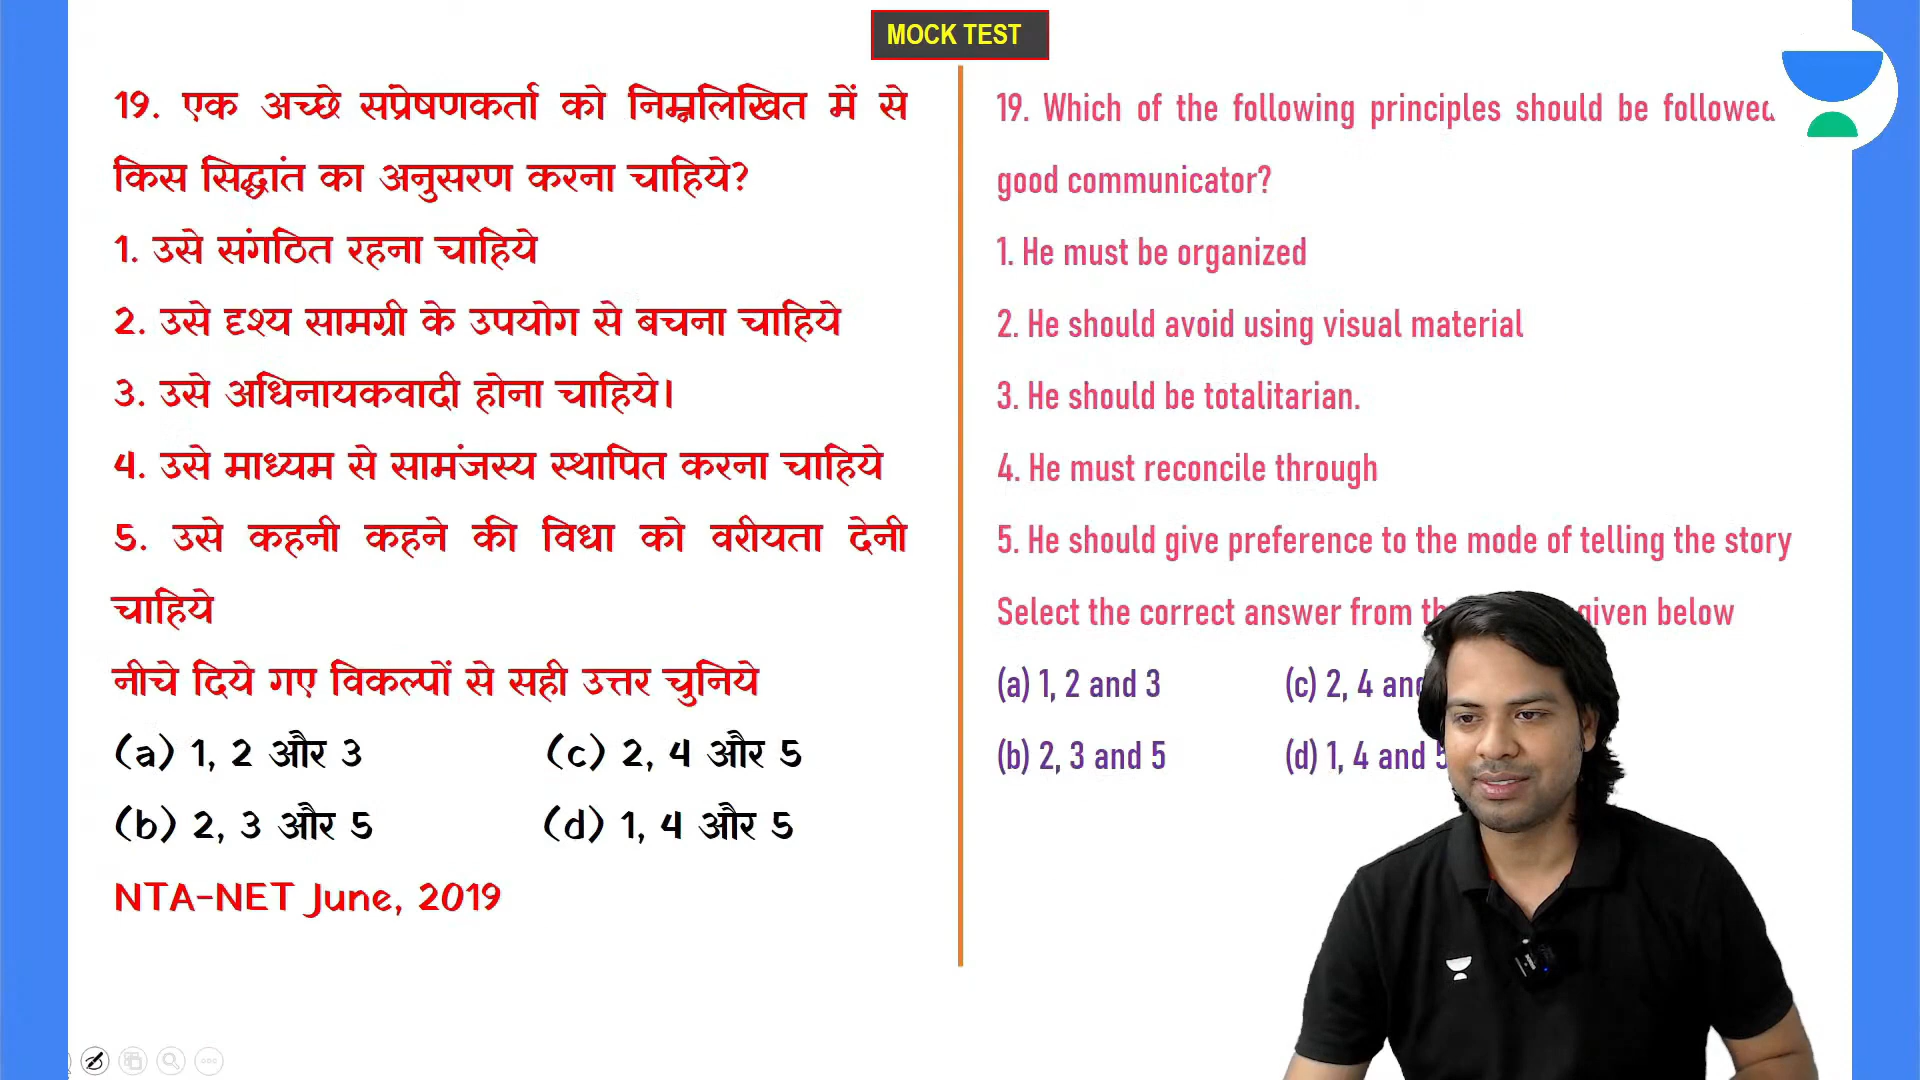 MOCK TEST
19. एक अच्छे सप्रेषणकर्ता को निम्नलिखित में से
किस सिद्धांत का अनुसरण करना चाहिये?
1. उसे संगठित रहना चाहिये
2. उसे दृश्य सामग्री के उपयोग से बचना चाहिये
3. उसे अधिनायकवादी होना चाहिये।
4. उसे माध्यम से सामंजस्य स्थापित करना चाहिये
5. उसे कहनी कहने की विधा को वरीयता देनी
चाहिये
नीचे दिये गए विकल्पों से सही उत्तर चुनिये
(a) 1, 2 और 3 (c) 2, 4 और 5
(b) 2, 3 और 5 (d) 1, 4 और 5
NTA-NET June, 2019
19. Which of the following principles should be followed
good communicator?
1. He must be organized
2. He should avoid using visual material
3. He should be totalitarian.
4. He must reconcile through
5. He should give preference to the mode of telling the story
Select the correct answer from given below
(a) 1, 2 and 3 (c) 2, 4 and
(b) 2, 3 and 5 (d) 1, 4 and 5